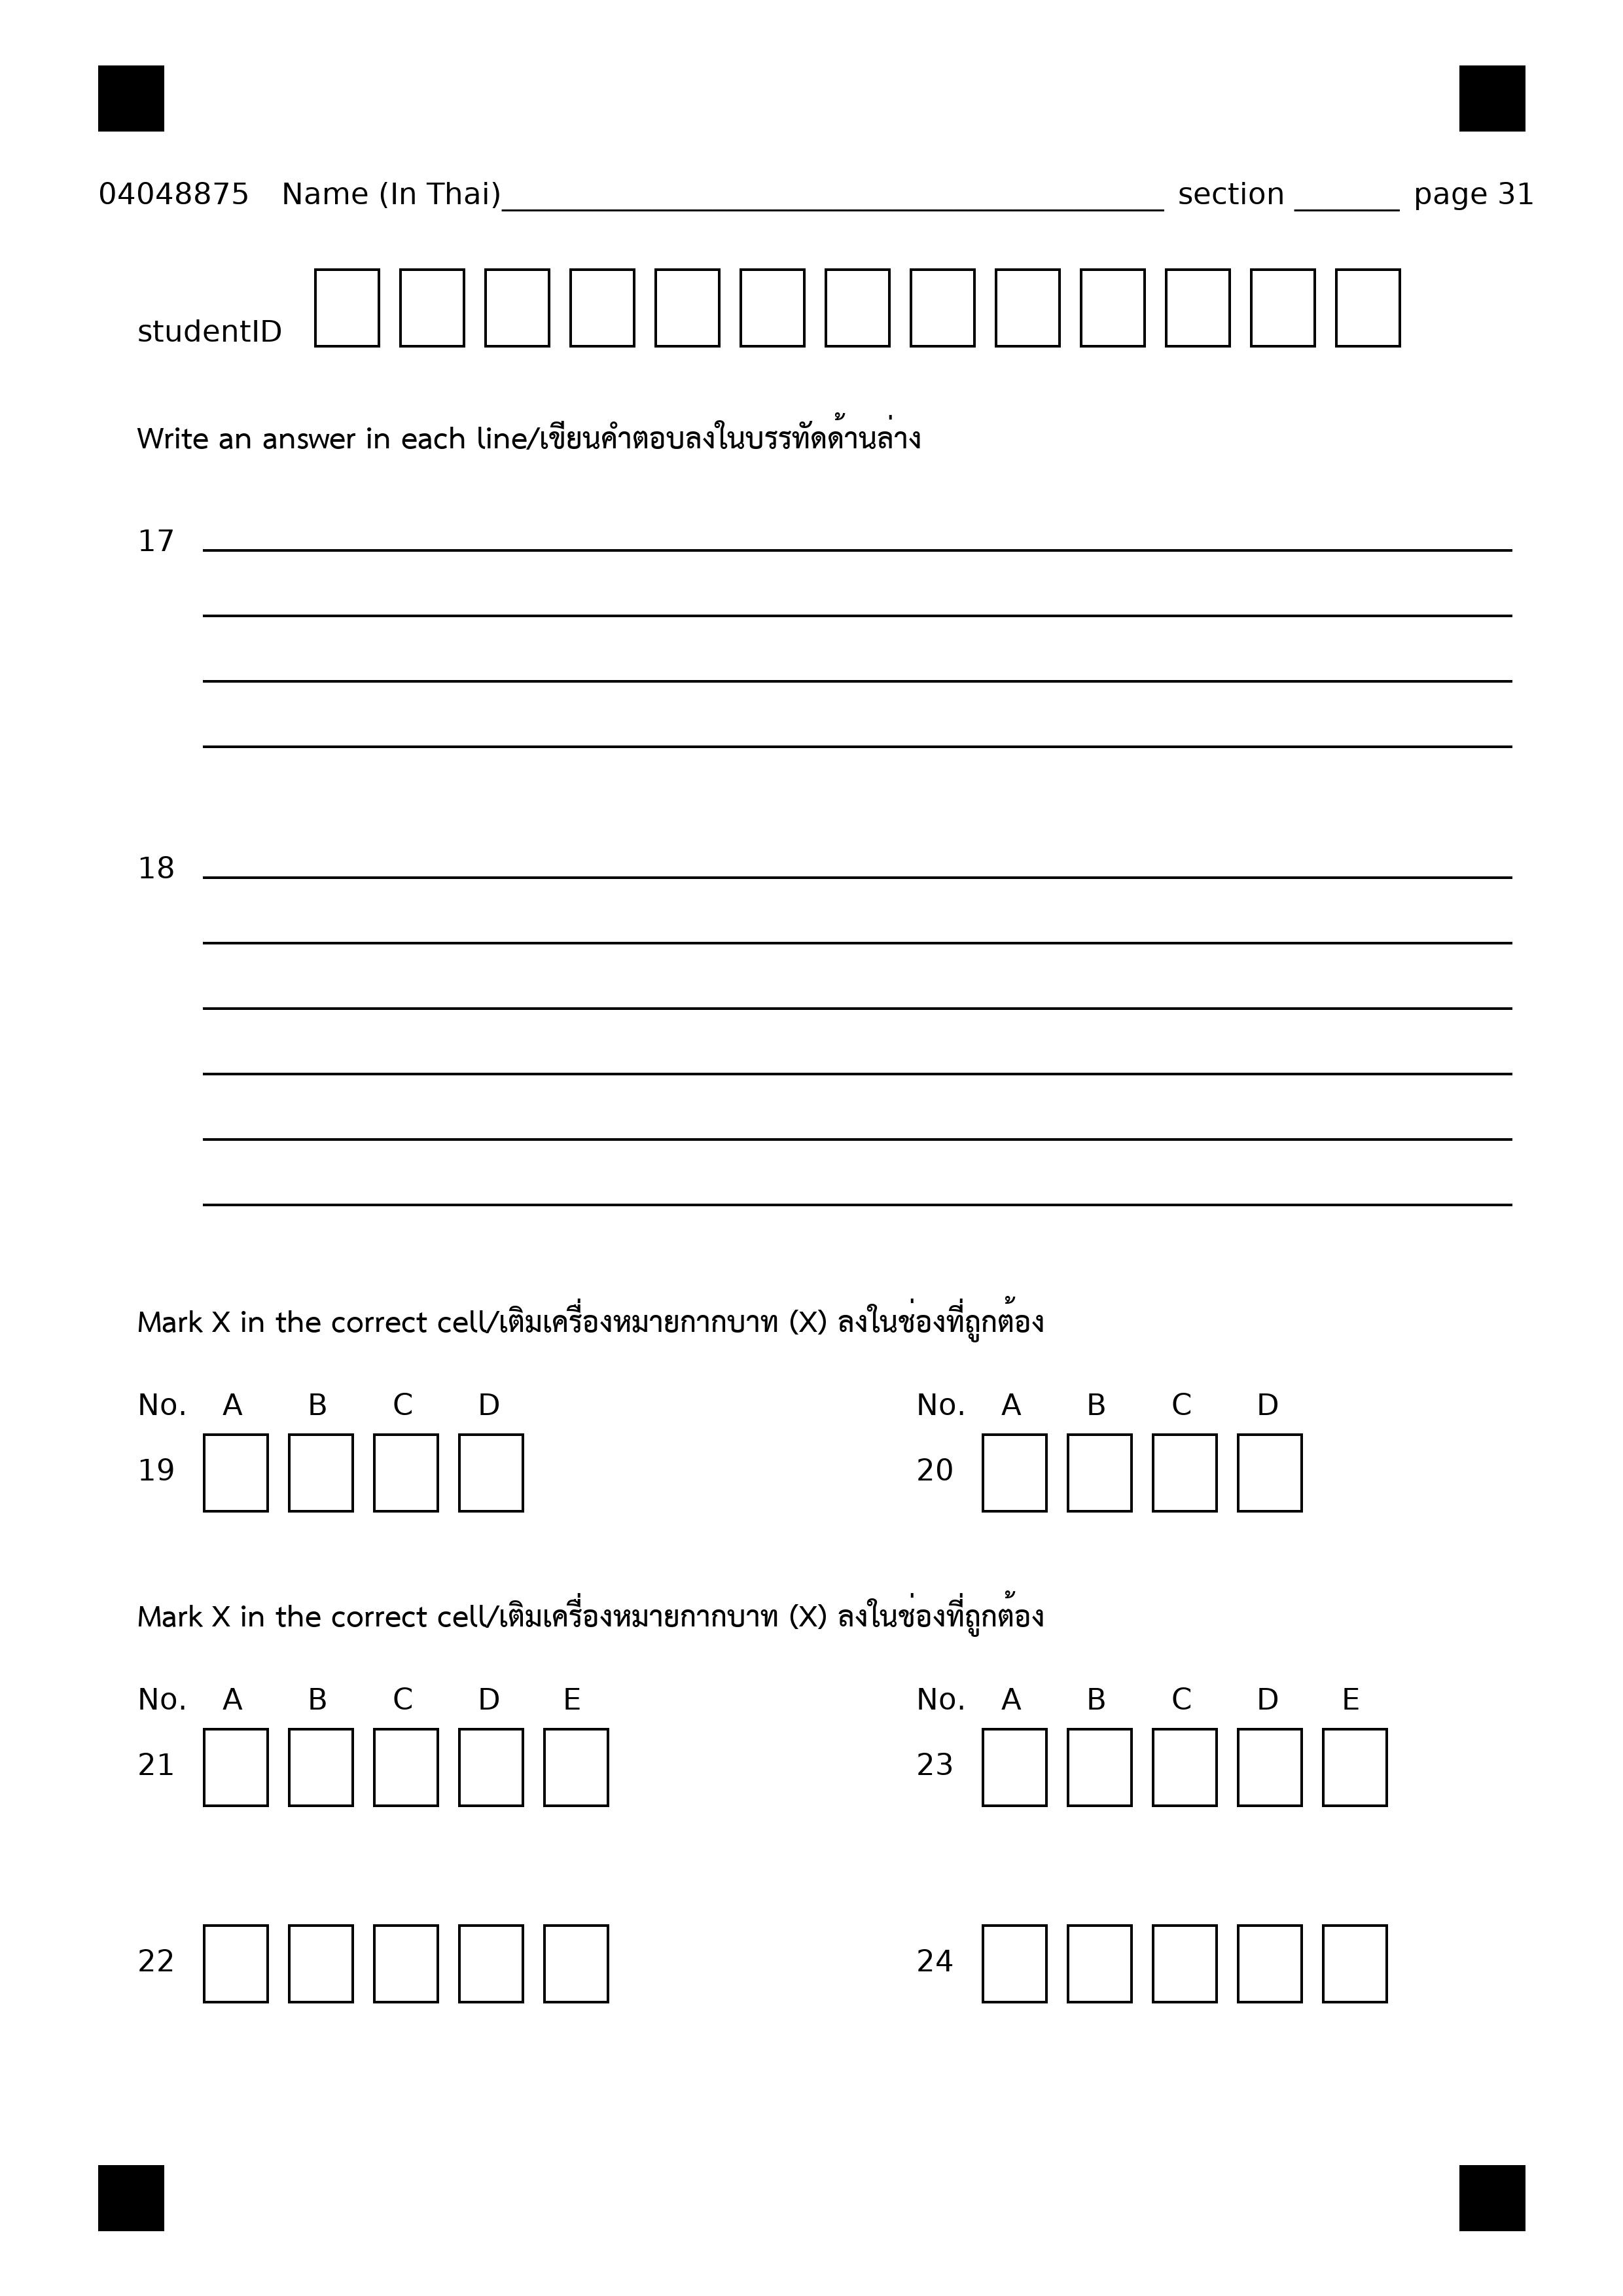 04048875 Name (In Thai) section page 31
studentID
Write an answer in each line/เขียนคำตอบลงในบรรทัดด้านล่าง
17
18
Mark X in the correct cell/เติมเครื่องหมายกากบาท (X) ลงในช่องที่ถูกต้อง
No. A B C D No. A B C D
19 20
Mark X in the correct cell/เติมเครื่องหมายกากบาท (X) ลงในช่องที่ถูกต้อง
No. A B C D E No. A B C D E
21 23
22 24